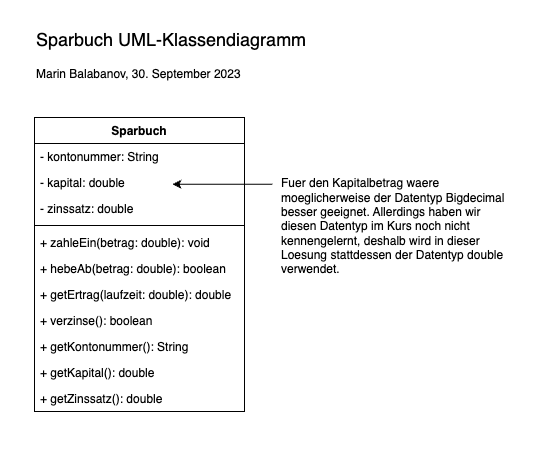 Sparbuch UML-Klassendiagramm
Marin Balabanov, 30. September 2023
Sparbuch
- kontonummer: String
- kapital: double
- zinssatz: double
+ zahleEin(betrag: double): void
+ hebeAb(betrag: double): boolean
+ getErtrag(laufzeit: double): double
+ verzinse(): boolean
+ getKontonummer(): String
+ getKapital(): double
+ getZinssatz(): double
Fuer den Kapitalbetrag waere
moeglicherweise der Datentyp Bigdecimal
besser geeignet. Allerdings haben wir
diesen Datentyp im Kurs noch nicht
kennengelernt, deshalb wird in dieser
Loesung stattdessen der Datentyp double
verwendet.